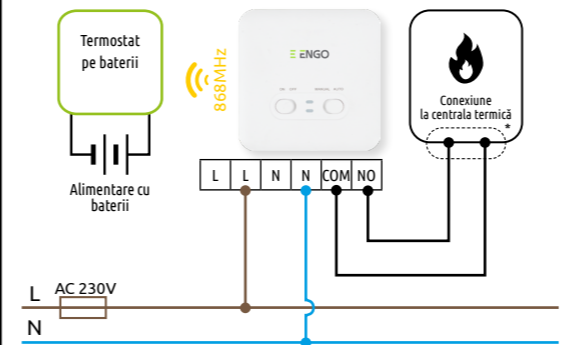 Termostat
pe baterii
868MHz
ENGO
Conexiune
la centrala termică
*
L L N N COM NO
Alimentare cu
baterii
L AC 230V
N